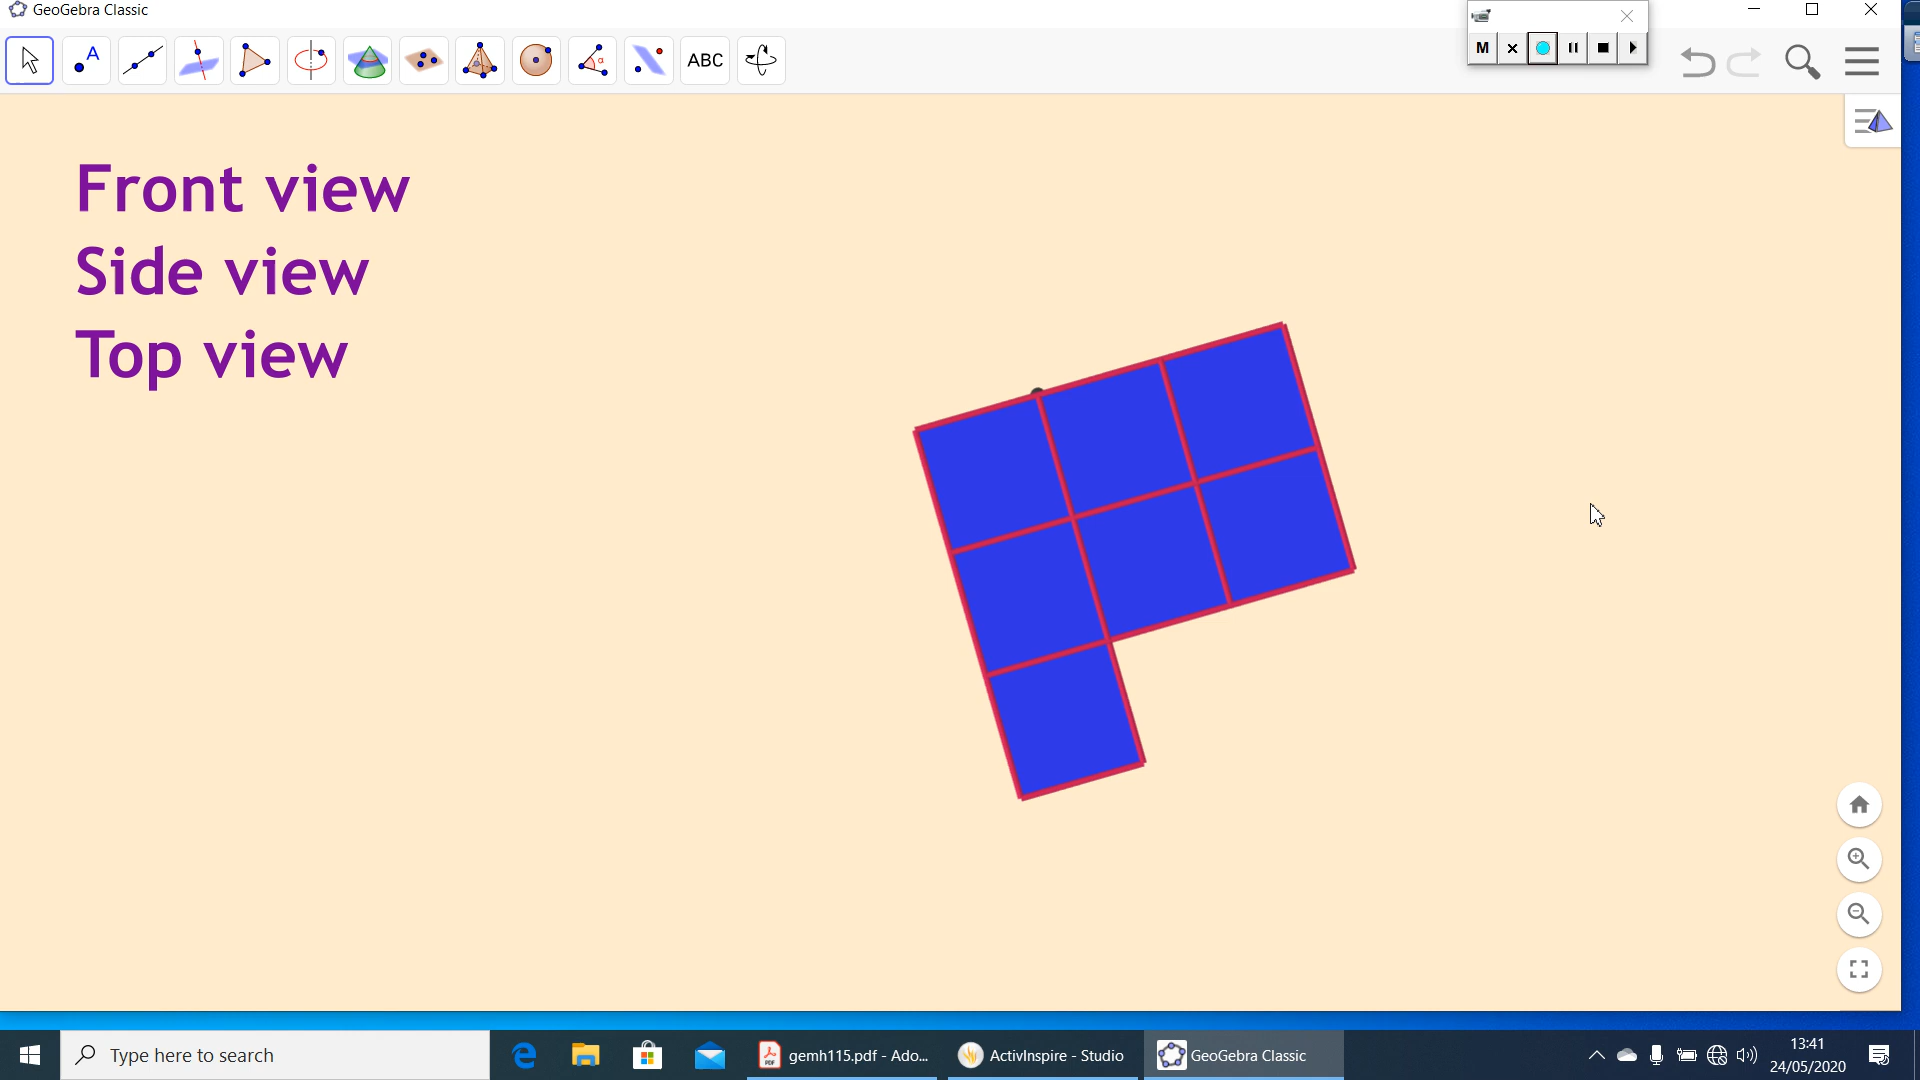 GeoGebra Classic
A
α
ABC
M
Front view
Side view
Top view
Type here to search
gemh115.pdf - Ado...
ActivInspire - Studio
GeoGebra Classic
13:41
24/05/2020